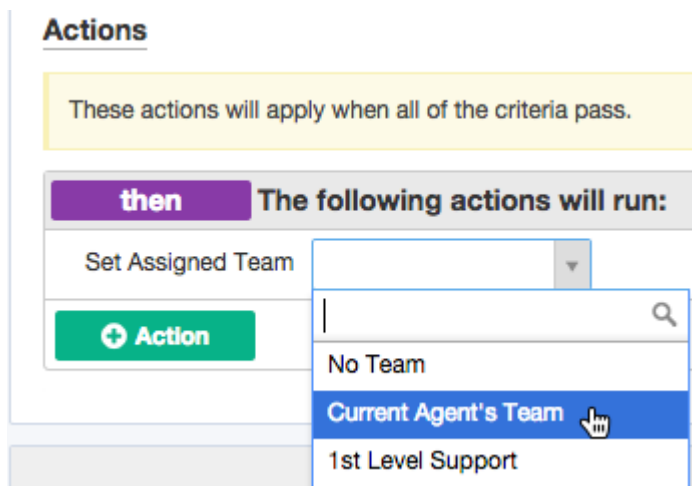 Actions
These actions will apply when all of the criteria pass.
then The following actions will run:
Set Assigned Team
Action
No Team
Current Agent's Team
1st Level Support